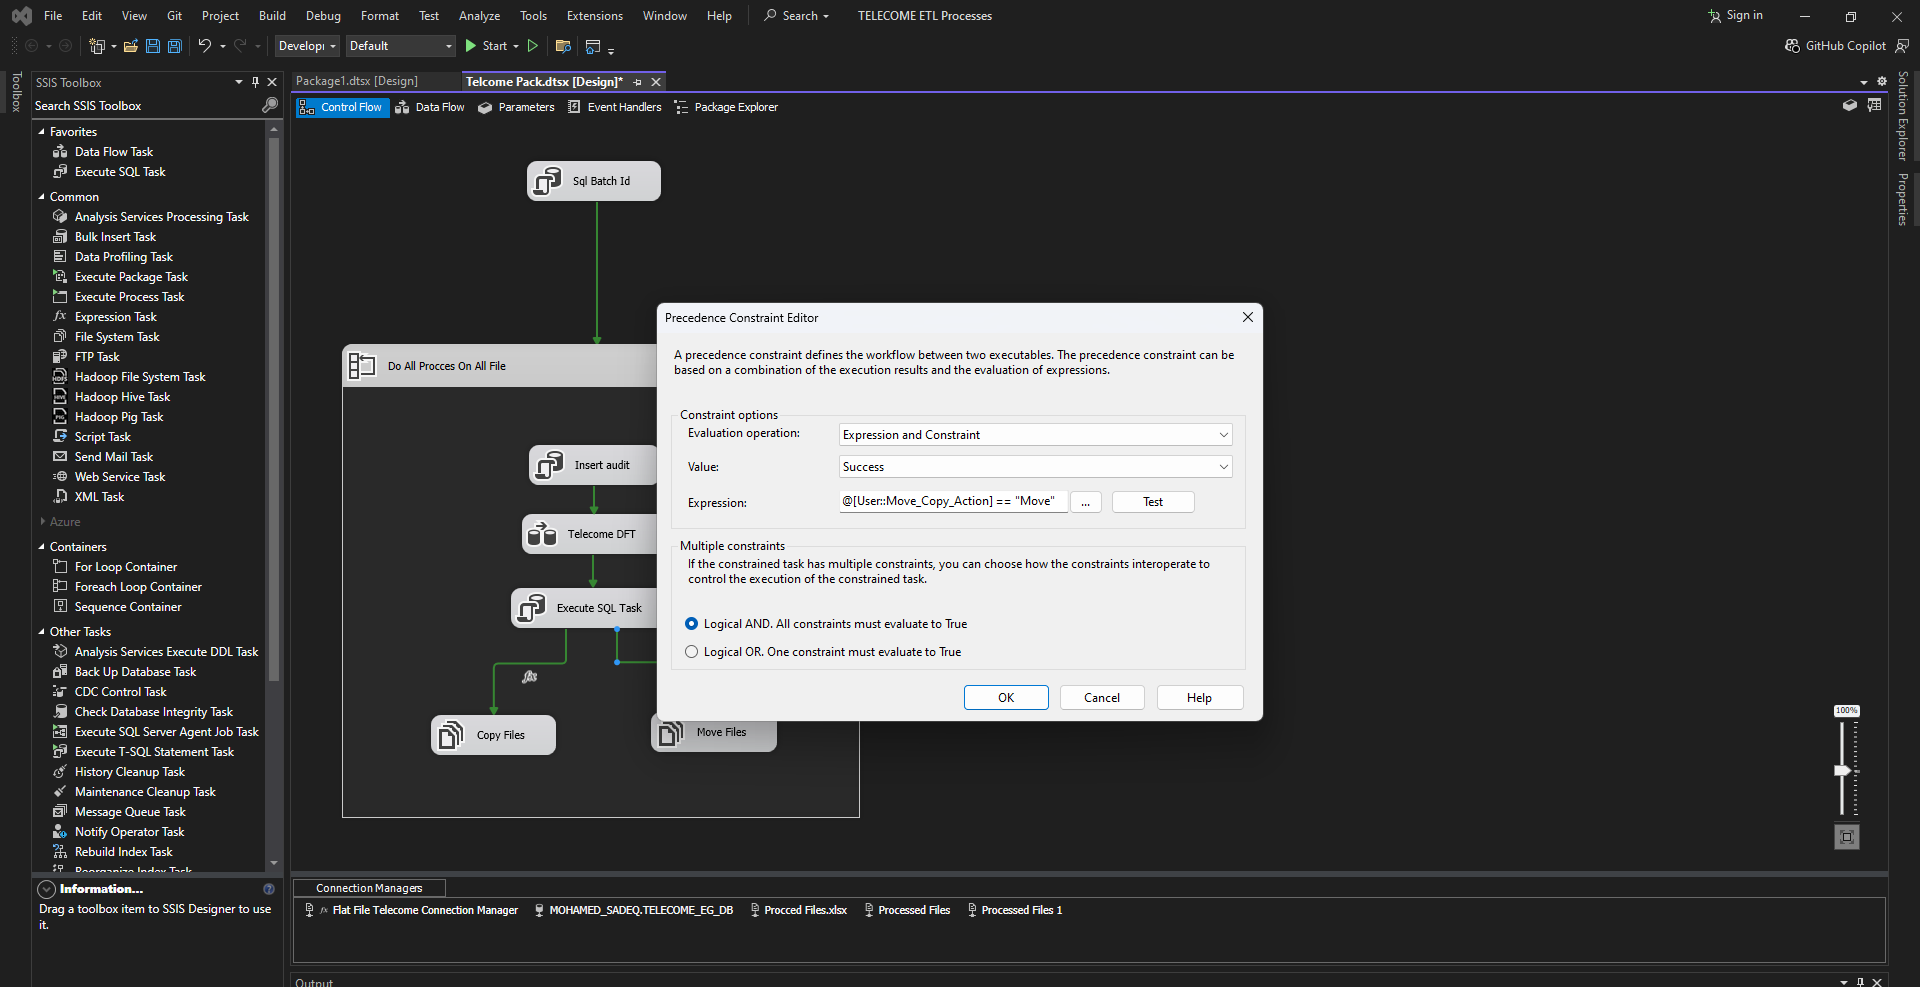 File Edit View Git Project Build Debug Format Test Analyze Tools Extensions Window Help Search TELECOME ETL Processes Sign in
Develop Default Start GitHub Copilot
Toolbox
SSIS Toolbox
Search SSIS Toolbox
Favorites
Data Flow Task
Execute SQL Task
Common
Analysis Services Processing Task
Bulk Insert Task
Data Profiling Task
Execute Package Task
Execute Process Task
Expression Task
File System Task
FTP Task
Hadoop File System Task
Hadoop Hive Task
Hadoop Pig Task
Script Task
Send Mail Task
Web Service Task
XML Task
Azure
Containers
For Loop Container
Foreach Loop Container
Sequence Container
Other Tasks
Analysis Services Execute DDL Task
Back Up Database Task
CDC Control Task
Check Database Integrity Task
Execute SQL Server Agent Job Task
Execute T-SQL Statement Task
History Cleanup Task
Maintenance Cleanup Task
Message Queue Task
Notify Operator Task
Rebuild Index Task
Reorganize Index Task
Information...
Drag a toolbox item to SSIS Designer to use
it.
Package1.dtsx [Design] Telcome Pack.dtsx [Design]*
Control Flow Data Flow Parameters Event Handlers Package Explorer
Sql Batch Id
Do All Procces On All File
Insert audit
Telecome DFT
Execute SQL Task
fx
Copy Files
Move Files
Precedence Constraint Editor
A precedence constraint defines the workflow between two executables. The precedence constraint can be
based on a combination of the execution results and the evaluation of expressions.
Constraint options
Evaluation operation: Expression and Constraint
Value: Success
Expression: @[User::Move_Copy_Action] == "Move" ... Test
Multiple constraints
If the constrained task has multiple constraints, you can choose how the constraints interoperate to
control the execution of the constrained task.
Logical AND. All constraints must evaluate to True
Logical OR. One constraint must evaluate to True
OK Cancel Help
100%
Connection Managers
fx Flat File Telecome Connection Manager MOHAMED_SADEQ.TELECOME_EG_DB Procced Files.xlsx Processed Files Processed Files 1
Output
Solution Explorer
Properties